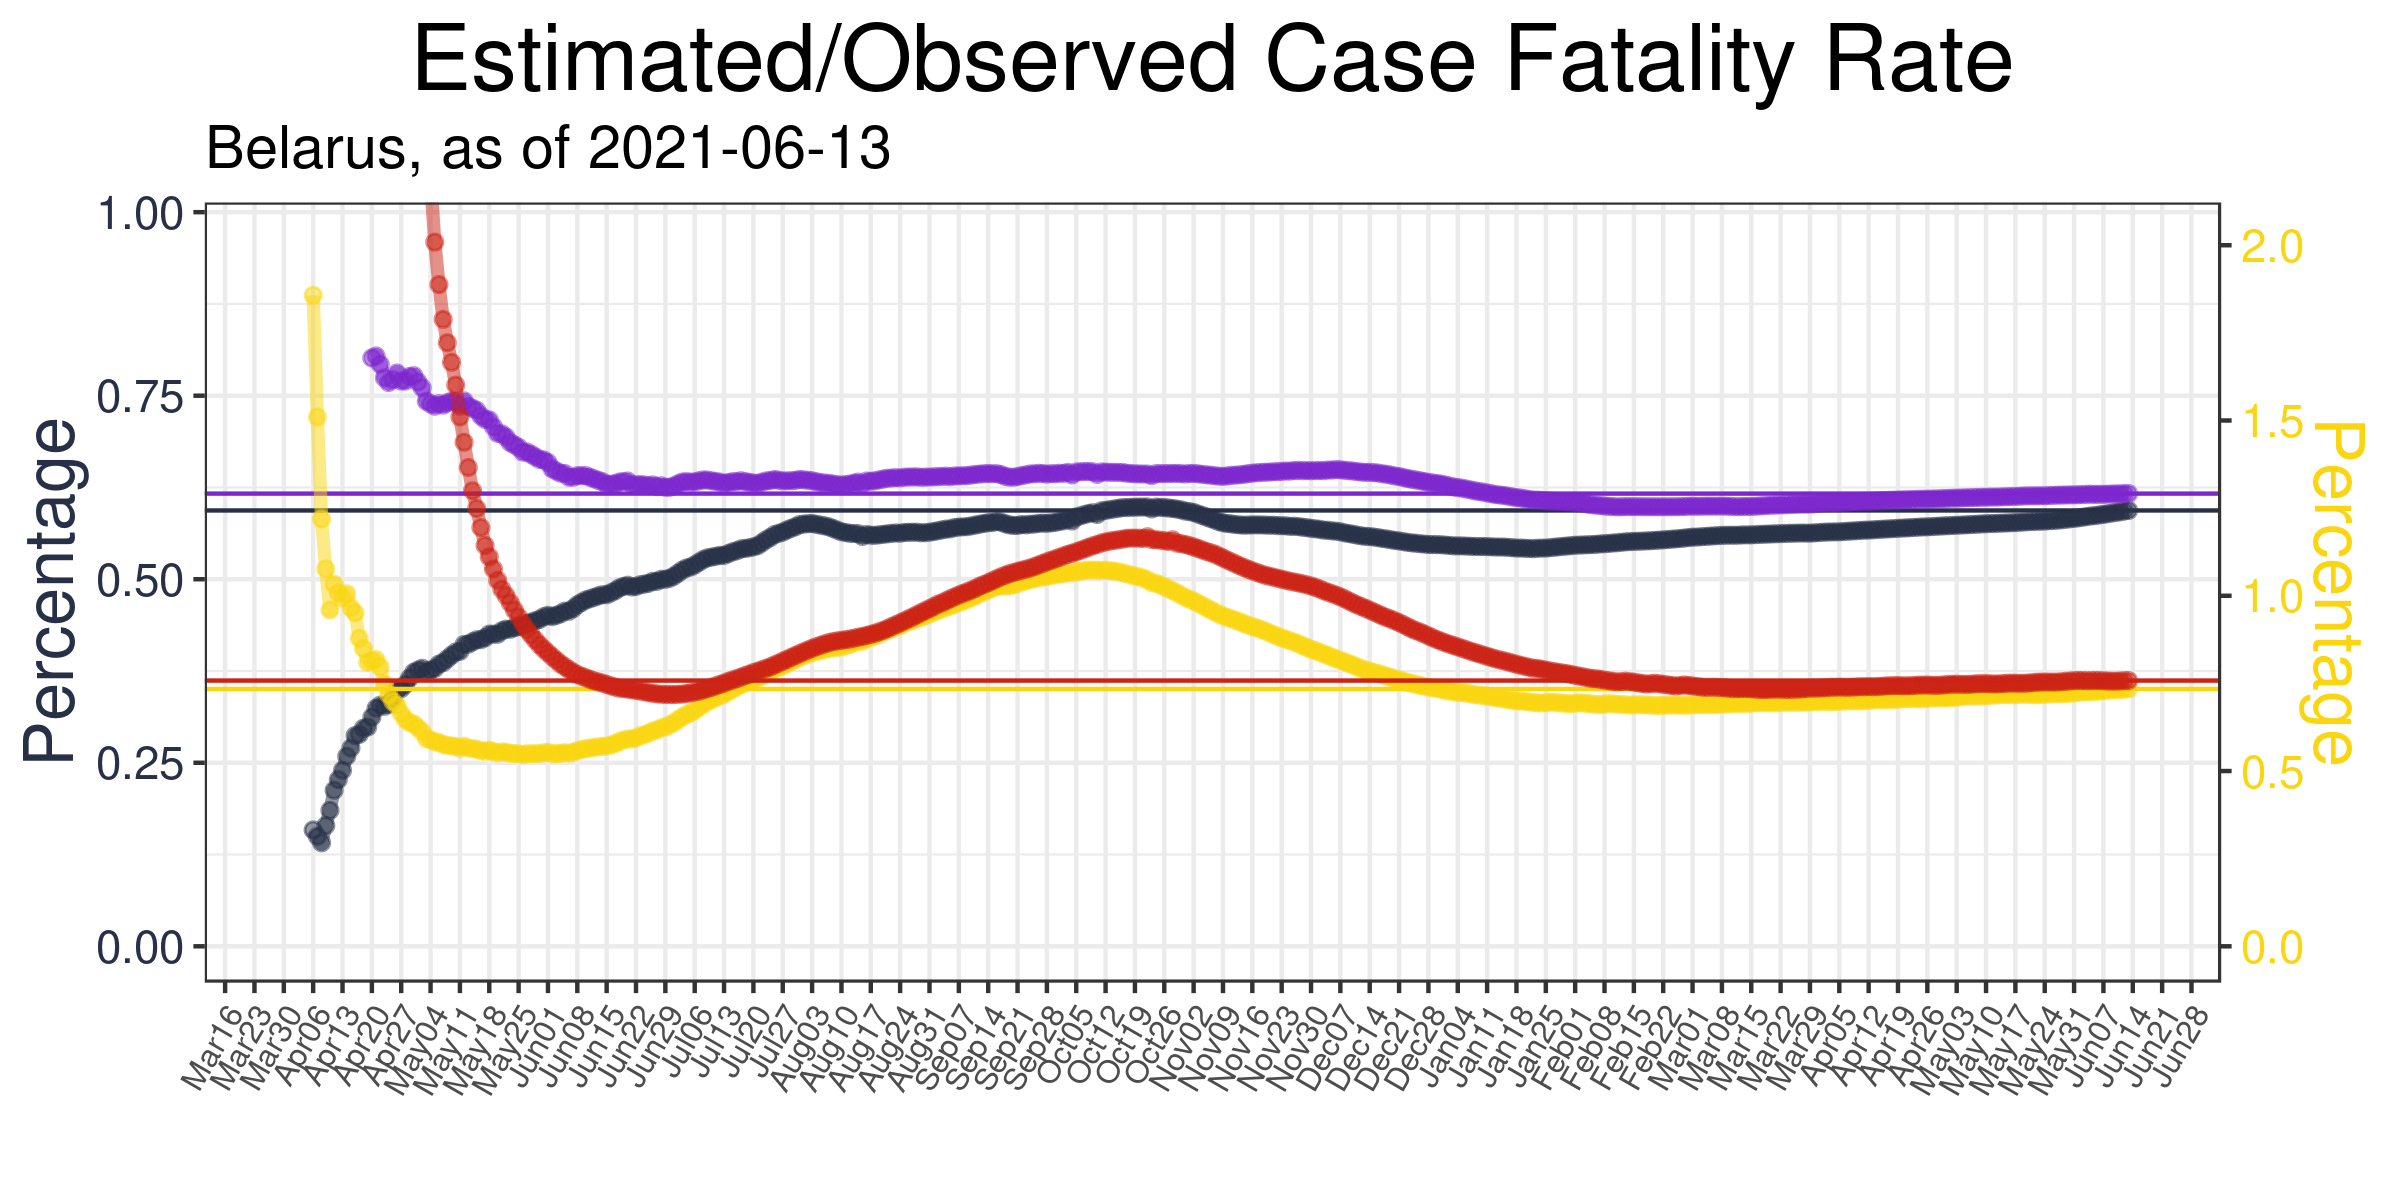 Estimated/Observed Case Fatality Rate
Belarus, as of 2021-06-13
Percentage
1.00
0.75
0.50
0.25
0.00
2.0
1.5
1.0
0.5
0.0
Percentage
Mar16
Mar23
Mar30
Apr06
Apr13
Apr20
Apr27
May04
May11
May18
May25
Jun01
Jun08
Jun15
Jun22
Jun29
Jul06
Jul13
Jul20
Jul27
Aug03
Aug10
Aug17
Aug24
Aug31
Sep07
Sep14
Sep21
Sep28
Oct05
Oct12
Oct19
Oct26
Nov02
Nov09
Nov16
Nov23
Nov30
Dec07
Dec14
Dec21
Dec28
Jan04
Jan11
Jan18
Jan25
Feb01
Feb08
Feb15
Feb22
Mar01
Mar08
Mar15
Mar22
Mar29
Apr05
Apr12
Apr19
Apr26
May03
May10
May17
May24
May31
Jun07
Jun14
Jun21
Jun28